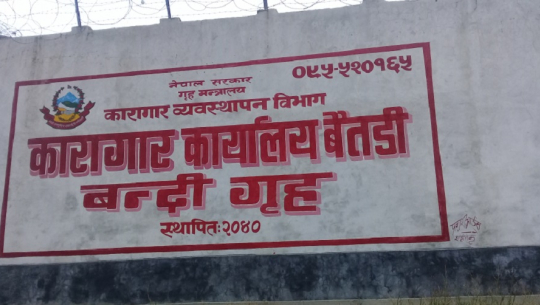 नेपाल सरकार
गृह मन्त्रालय
०९५-५२०१६५
कारागार व्यवस्थापन विभाग
कारागार कार्यालय बैतडी
बन्दी गृह
स्थापित:२०४०